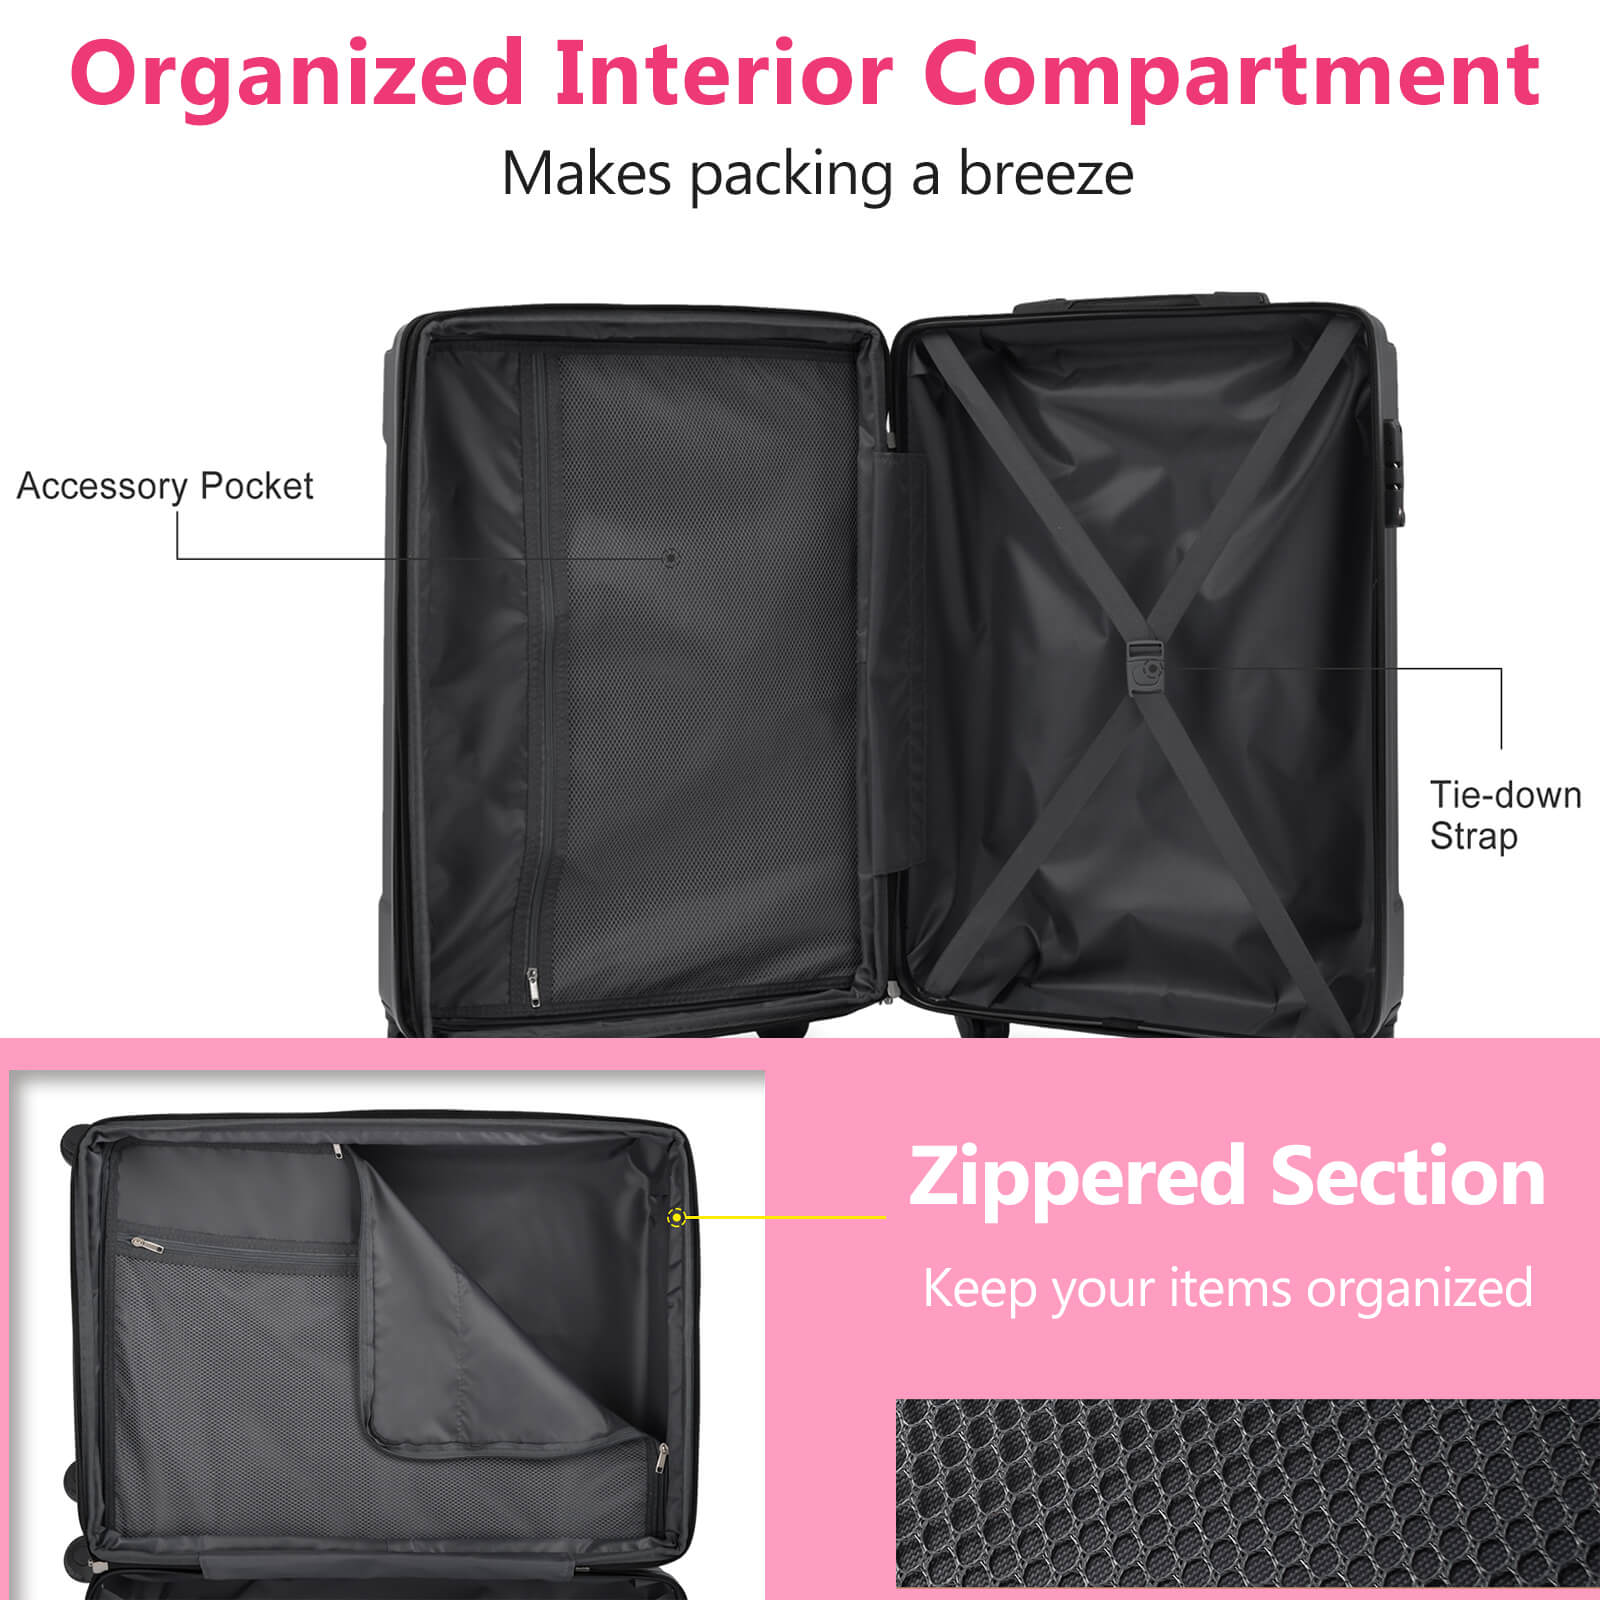 Organized Interior Compartment
Makes packing a breeze
Accessory Pocket
Tie-down
Strap
Zippered Section
Keep your items organized